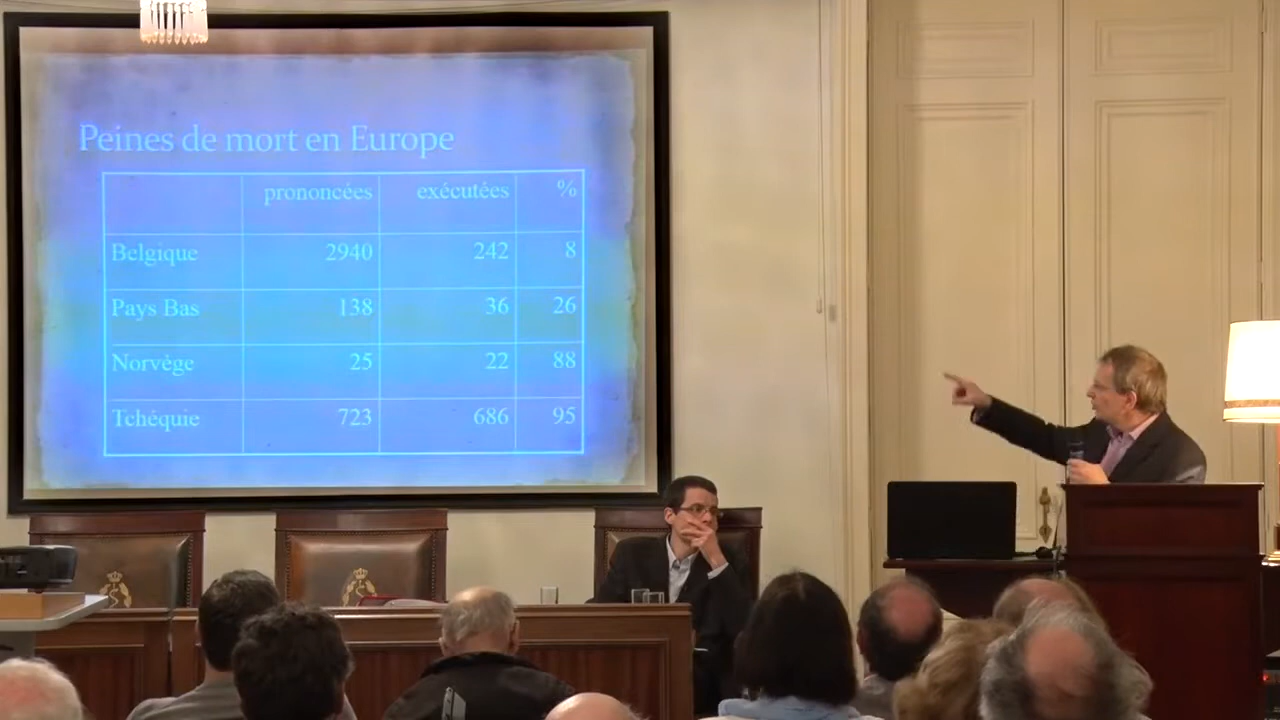 Peines de mort en Europe
prononcées exécutées %
Belgique 2940 242 8
Pays Bas 138 36 26
Norvège 25 22 88
Tchéquie 723 686 95